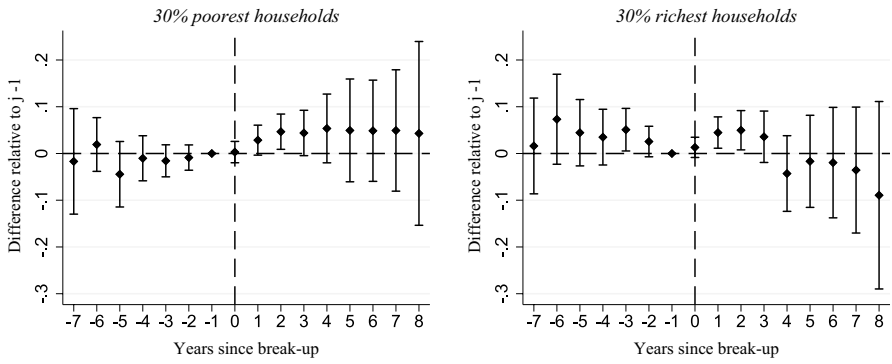 30% poorest households
Difference relative to j -1
.2
.1
0
-.1
-.2
-.3
-7 -6 -5 -4 -3 -2 -1 0 1 2 3 4 5 6 7 8
Years since break-up
30% richest households
Difference relative to j -1
.2
.1
0
-.1
-.2
-.3
-7 -6 -5 -4 -3 -2 -1 0 1 2 3 4 5 6 7 8
Years since break-up